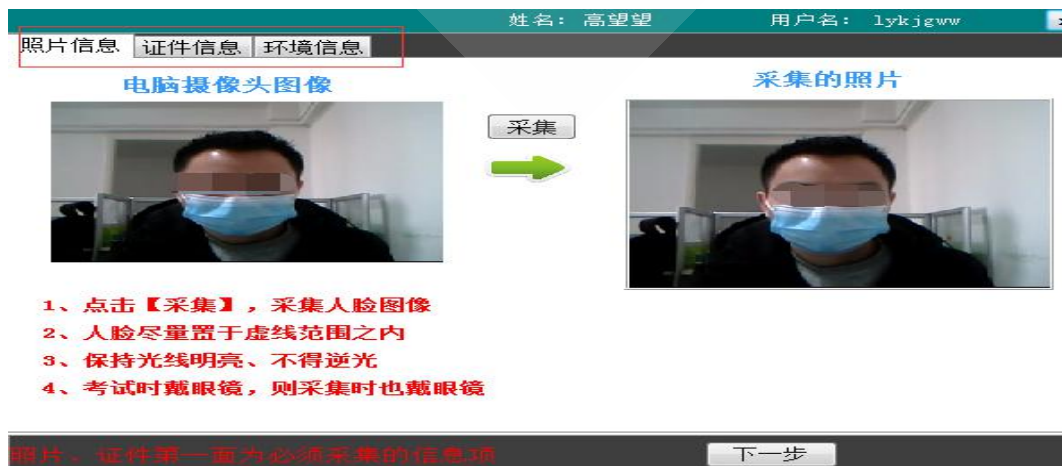 姓名: 高望望 用户名: lykjgww
照片信息 证件信息 环境信息
电脑摄像头图像
采集的照片
采集
1、点击【采集】,采集人脸图像
2、人脸尽量置于虚线范围之内
3、保持光线明亮、不得逆光
4、考试时戴眼镜,则采集时也戴眼镜
照片、证件第一面为必须采集的信息项
下一步